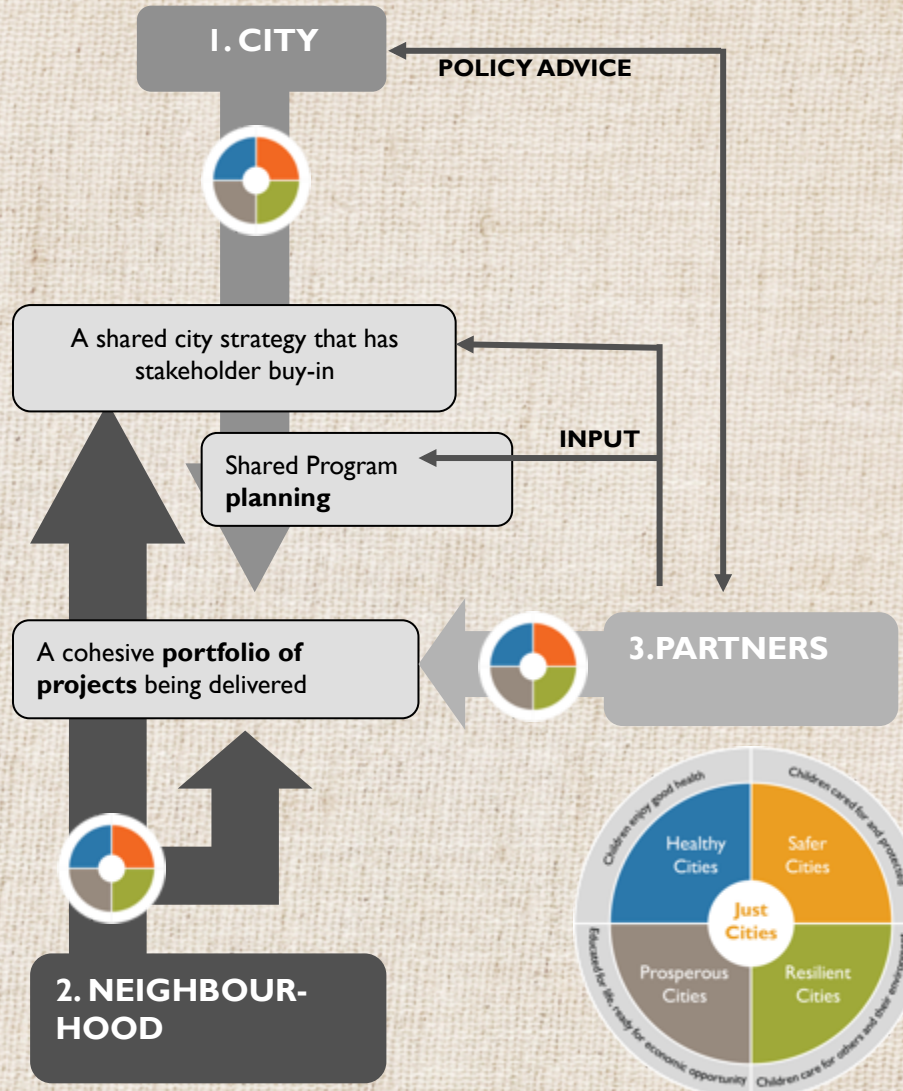 1. CITY
POLICY ADVICE
A shared city strategy that has
stakeholder buy-in
INPUT
Shared Program
planning
3.PARTNERS
A cohesive portfolio of
projects being delivered
Children enjoy good health
Children cared for and protected
Healthy
Cities
Safer
Cities
Just
Cities
Prosperous
Cities
Resilient
Cities
Educated for life, ready for economic opportunity
Children care for others and their environment
2. NEIGHBOUR-
HOOD